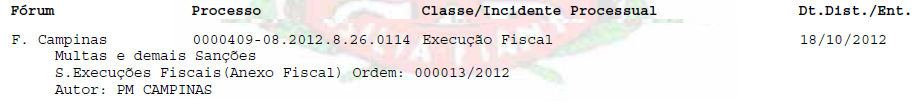 Fórum Processo Classe/Incidente Processual Dt.Dist./Ent.
F. Campinas 0000409-08.2012.8.26.0114 Execução Fiscal 18/10/2012
Multas e demais Sanções
S.Execuções Fiscais(Anexo Fiscal) Ordem: 000013/2012
Autor: PM CAMPINAS